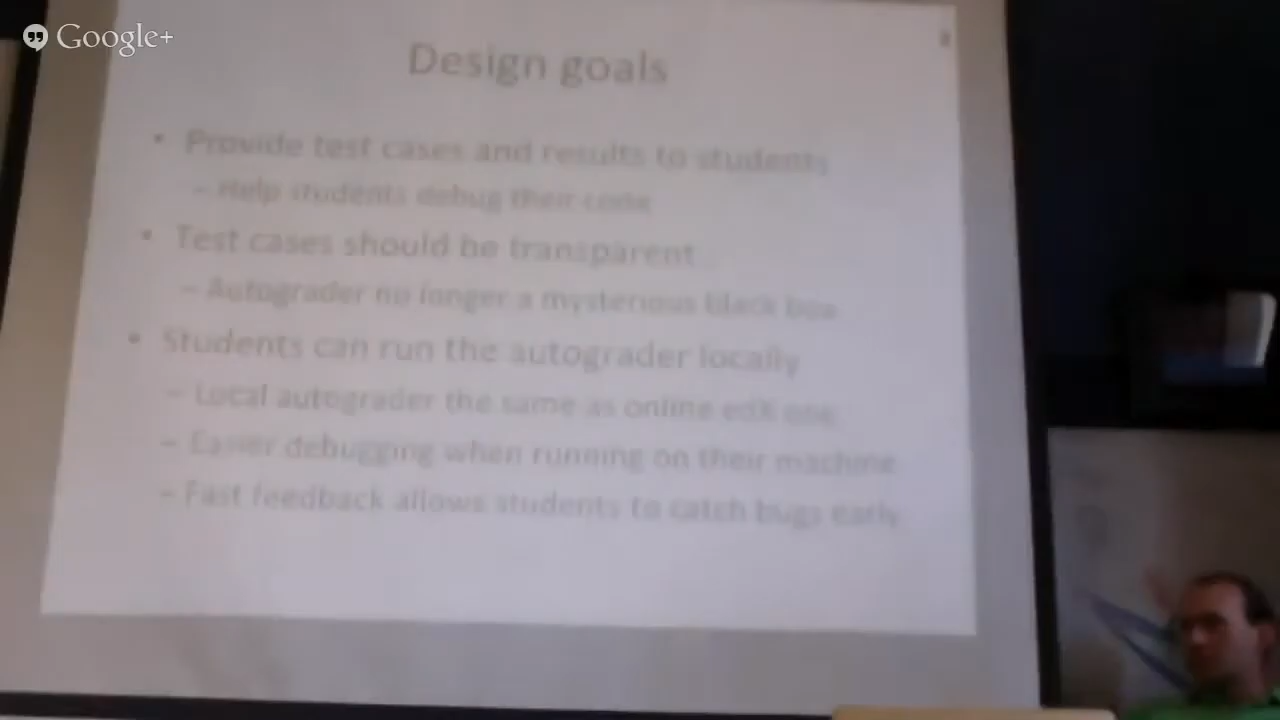 Google+
Design goals
• Provide test cases and results to students
– Help students debug their code
• Test cases should be transparent
– Autograder no longer a mysterious black box
• Students can run the autograder locally
– Local autograder the same as online edX one
– Easier debugging when running on their machine
– Fast feedback allows students to catch bugs early